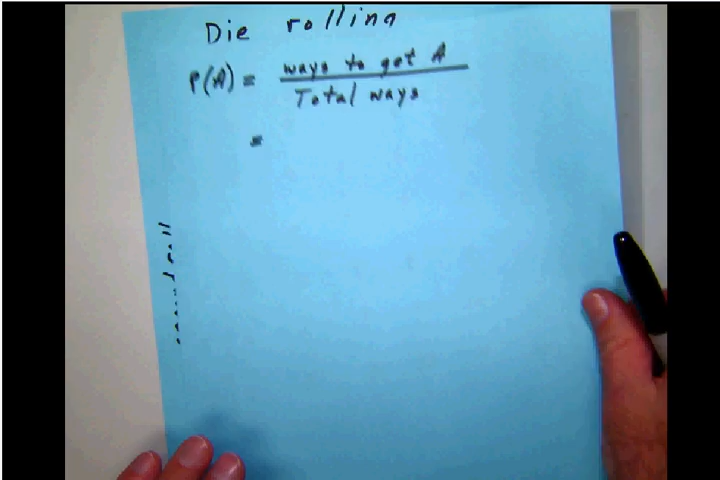 Die rolling
P(A) = ways to get A
Total ways
=